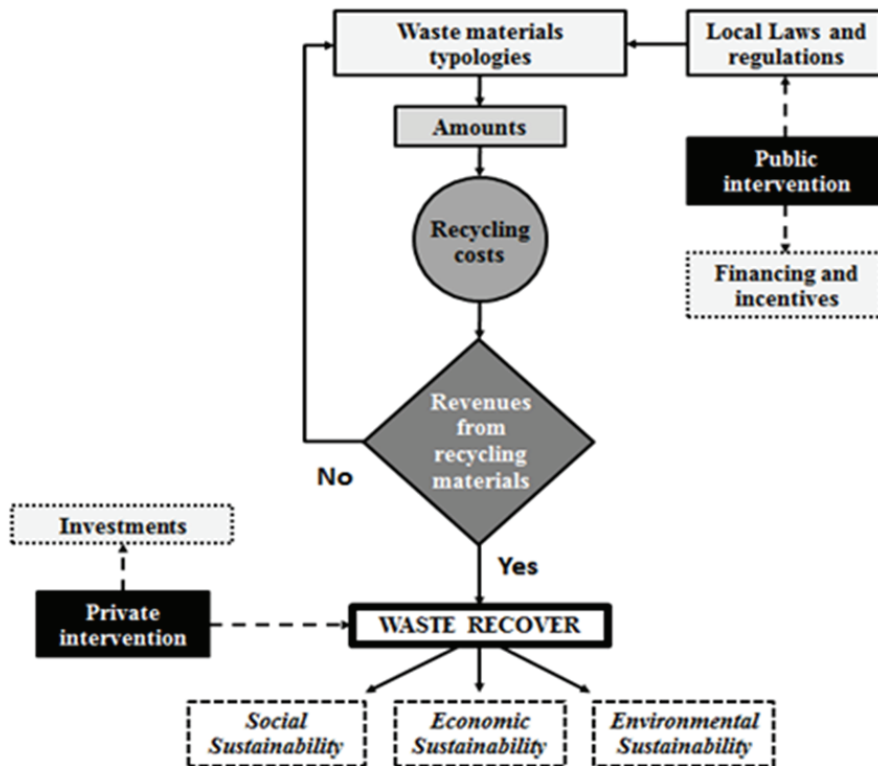 Waste materials
typologies
Local Laws and
regulations
Amounts
Public
intervention
Recycling
costs
Financing and
incentives
Revenues
from
recycling
materials
No
Investments
Yes
Private
intervention
WASTE RECOVER
Social
Sustainability
Economic
Sustainability
Environmental
Sustainability